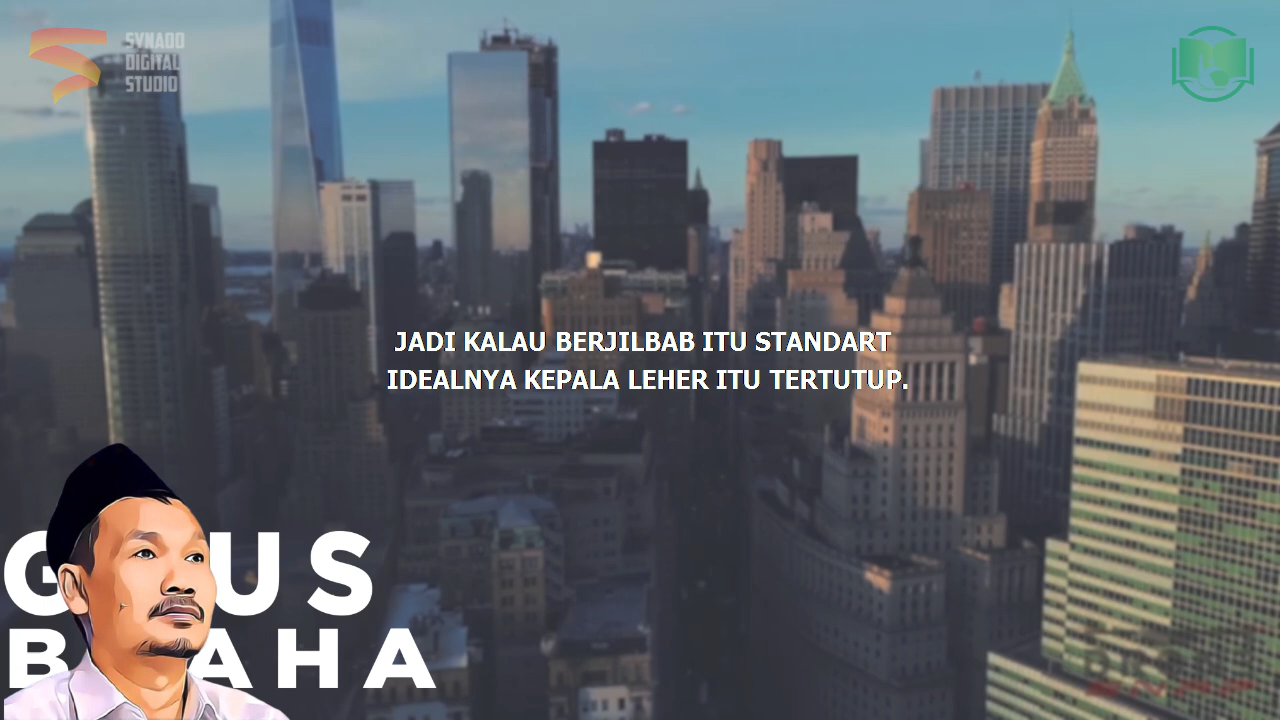 SYNADO
DIGITAL
STUDIO
JADI KALAU BERJILBAB ITU STANDART
IDEALNYA KEPALA LEHER ITU TERTUTUP.
GUS
BAHA